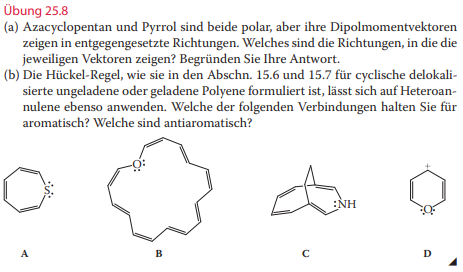 Übung 25.8
(a) Azacyclopentan und Pyrrol sind beide polar, aber ihre Dipolmomentvektoren
zeigen in entgegengesetzte Richtungen. Welches sind die Richtungen, in die die
jeweiligen Vektoren zeigen? Begründen Sie Ihre Antwort.
(b) Die Hückel-Regel, wie sie in den Abschn. 15.6 und 15.7 für cyclische delokali-
sierte ungeladene oder geladene Polyene formuliert ist, lässt sich auf Heteroan-
nulene ebenso anwenden. Welche der folgenden Verbindungen halten Sie für
aromatisch? Welche sind antiaromatisch?
S: :O: :NH + :O:
A B C D